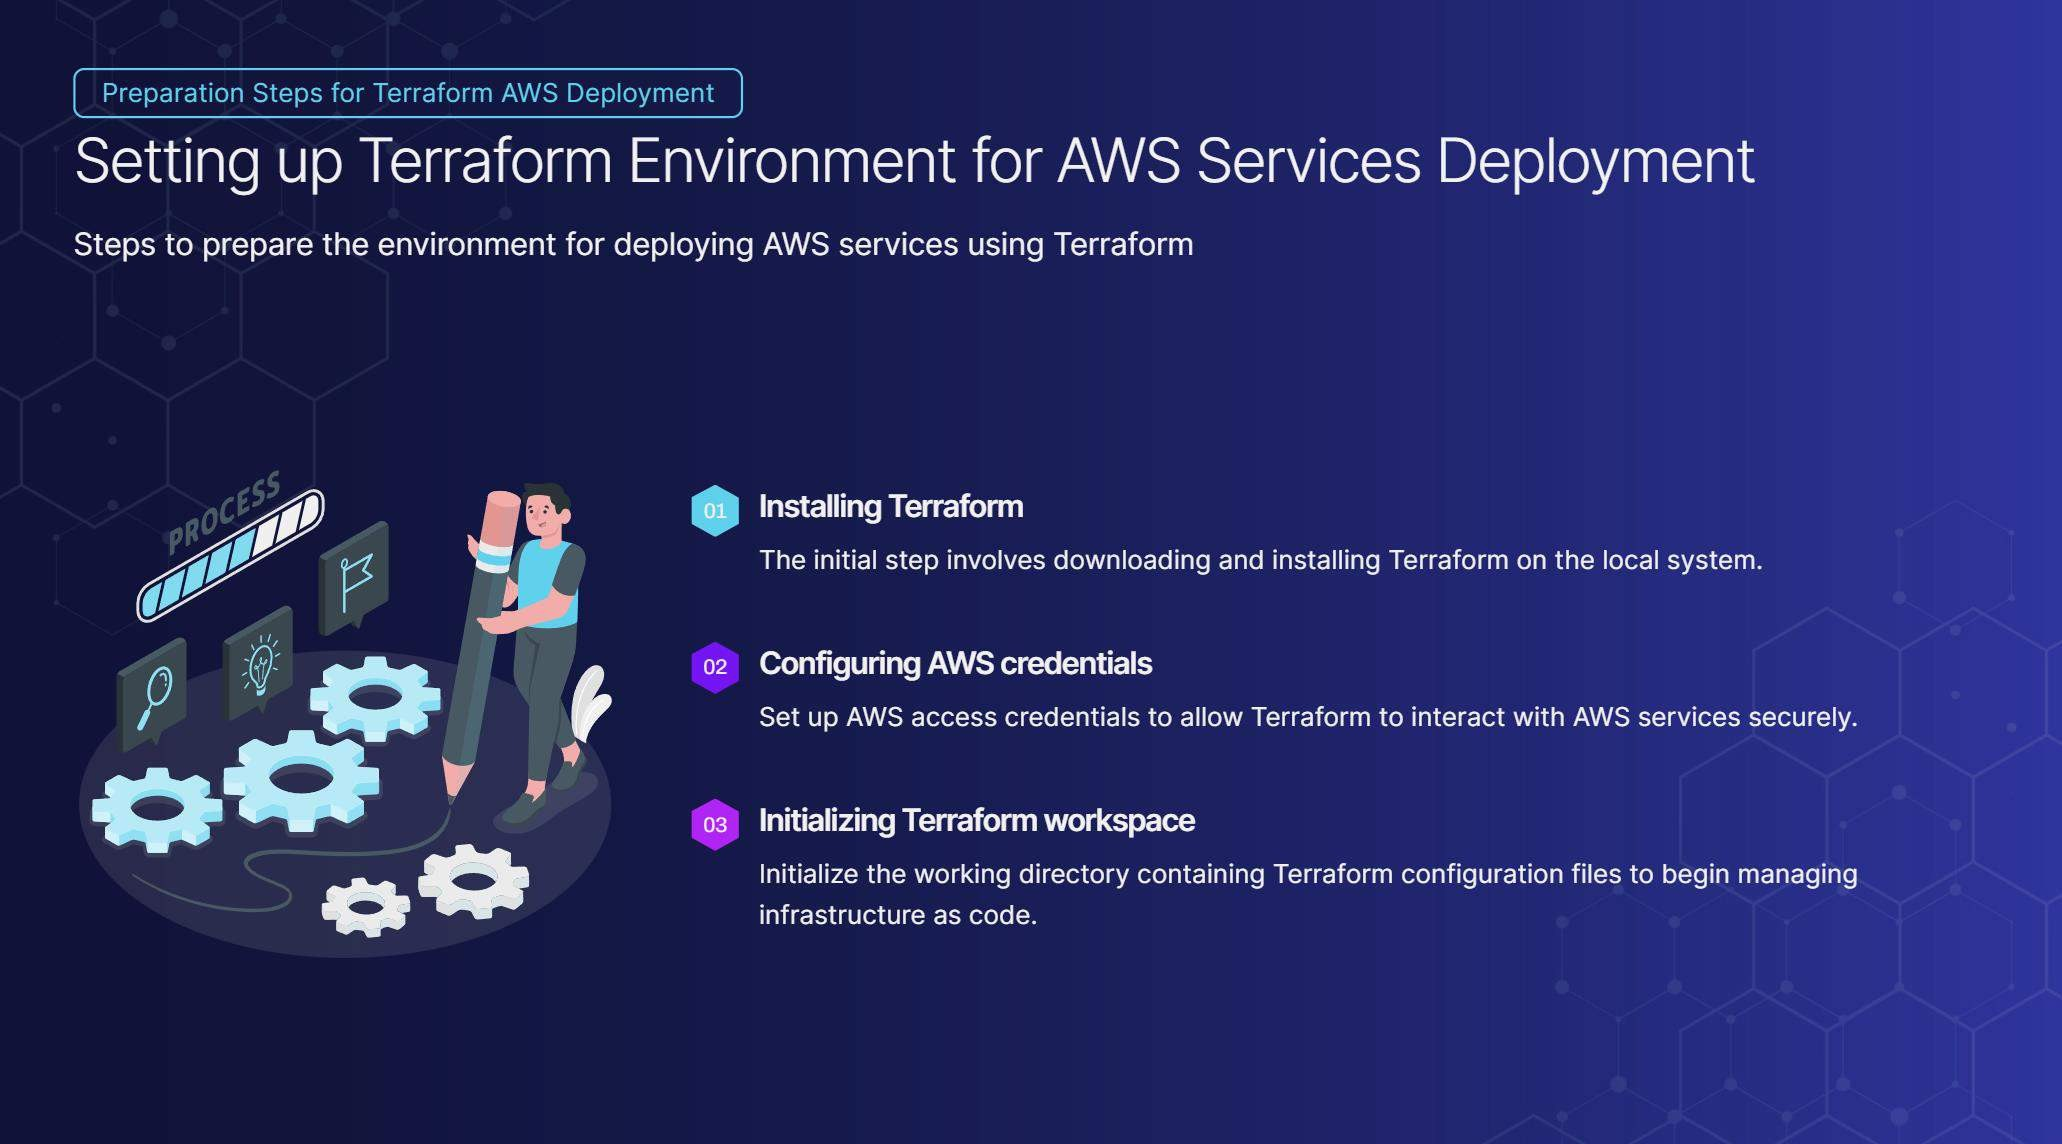 Preparation Steps for Terraform AWS Deployment
Setting up Terraform Environment for AWS Services Deployment
Steps to prepare the environment for deploying AWS services using Terraform
PROCESS
01
Installing Terraform
The initial step involves downloading and installing Terraform on the local system.
02
Configuring AWS credentials
Set up AWS access credentials to allow Terraform to interact with AWS services securely.
03
Initializing Terraform workspace
Initialize the working directory containing Terraform configuration files to begin managing
infrastructure as code.